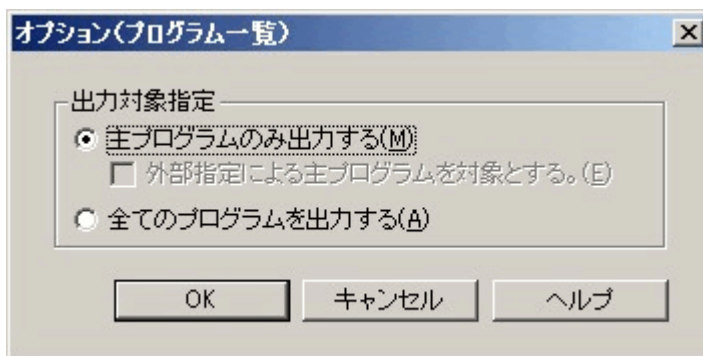 オプション(プログラム一覧)
出力対象指定
主プログラムのみ出力する(M)
外部指定による主プログラムを対象とする。(E)
全てのプログラムを出力する(A)
OK キャンセル ヘルプ